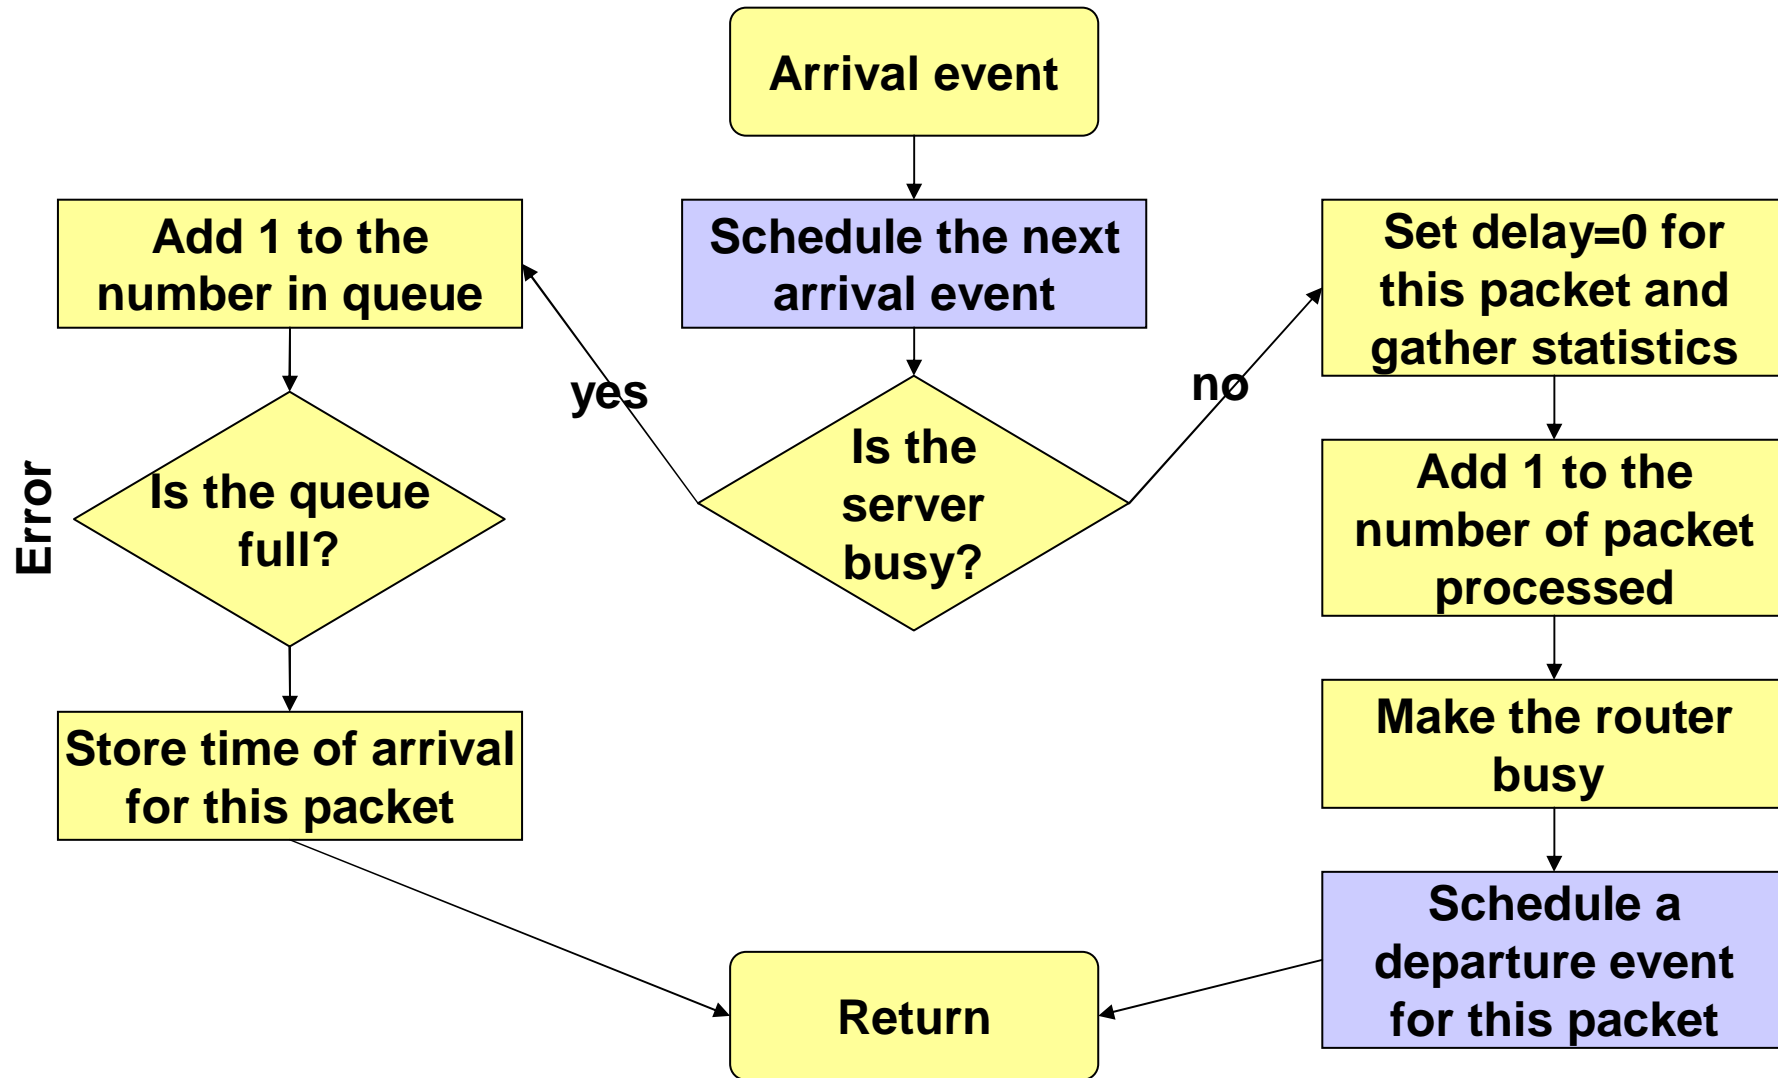 Arrival event
Schedule the next
arrival event
Is the
server
busy?
yes
Add 1 to the
number in queue
Is the queue
full?
Error
Store time of arrival
for this packet
no
Set delay=0 for
this packet and
gather statistics
Add 1 to the
number of packet
processed
Make the router
busy
Schedule a
departure event
for this packet
Return